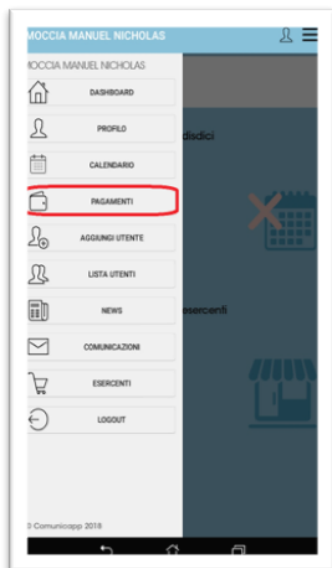 MOCCIA MANUEL NICHOLAS
MOCCIA MANUEL NICHOLAS
DASHBOARD
PROFILO
disdici
CALENDARIO
PAGAMENTI
AGGIUNGI UTENTE
LISTA UTENTI
NEWS
esercenti
COMUNICAZIONI
ESERCENTI
LOGOUT
© Comunicapp 2018